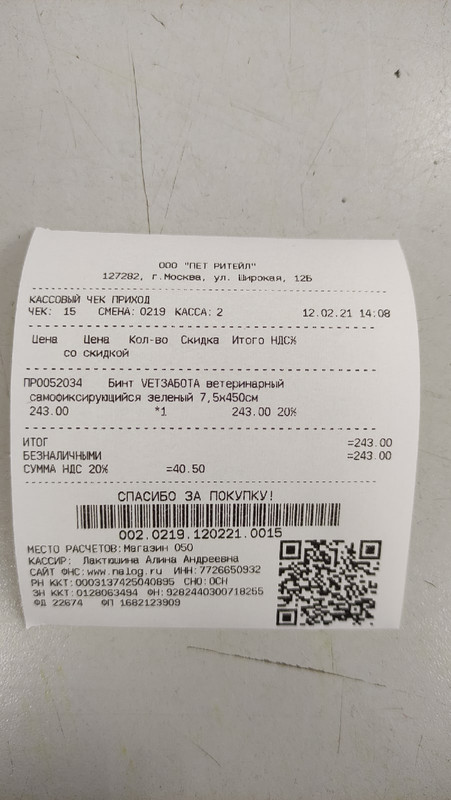 ООО "ПЕТ РИТЕЙЛ"
127282, г.Москва, ул. Широкая, 12Б
КАССОВЫЙ ЧЕК ПРИХОД
ЧЕК: 15 СМЕНА: 0219 КАССА: 2 12.02.21 14:08
Цена Цена Кол-во Скидка Итого НДС%
со скидкой
ПР0052034 Бинт VETЗАБОТА ветеринарный
самофиксирующийся зеленый 7,5х450см
243.00 *1 243.00 20%
ИТОГ =243.00
БЕЗНАЛИЧНЫМИ =243.00
СУММА НДС 20% =40.50
СПАСИБО ЗА ПОКУПКУ!
002.0219.120221.0015
МЕСТО РАСЧЕТОВ: Магазин 050
КАССИР: Лактюшина Алина Андреевна
САЙТ ФНС: www.nalog.ru ИНН: 7726650932
РН ККТ: 0003137425040895 СНО: ОСН
ЗН ККТ: 0128063494 ФН: 9282440300718255
ФД 22674 ФП 1682123909